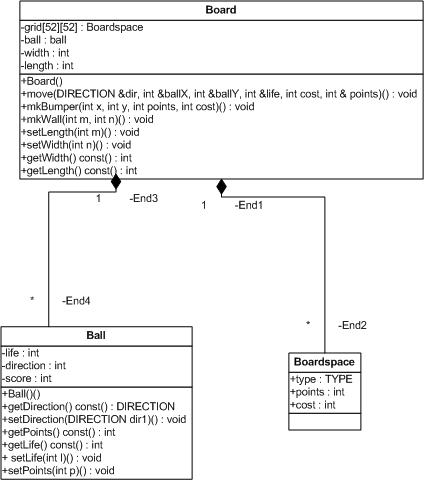 Board
-grid[52][52] : Boardspace
-ball : ball
-width : int
-length : int
+Board()
+move(DIRECTION &dir, int &ballX, int &ballY, int &life, int cost, int & points)() : void
+mkBumper(int x, int y, int points, int cost)() : void
+mkWall(int m, int n)() : void
+setLength(int m)() : void
+setWidth(int n)() : void
+getWidth() const() : int
+getLength() const() : int
1
-End3
1
-End1
*
-End4
*
-End2
Ball
-life : int
-direction : int
-score : int
+Ball()()
+getDirection() const() : DIRECTION
+setDirection(DIRECTION dir1)() : void
+getPoints() const() : int
+getLife() const() : int
+ setLife(int l)() : void
+setPoints(int p)() : void
Boardspace
+type : TYPE
+points : int
+cost : int